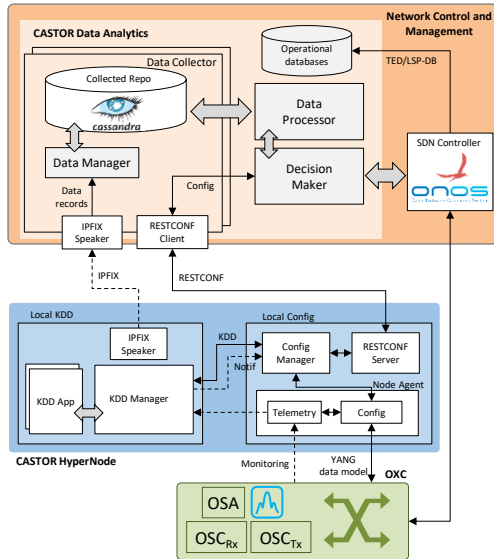 Network Control and
Management
CASTOR Data Analytics
Data Collector
Collected Repo
cassandra
Operational
databases
TED/LSP-DB
Data
Processor
SDN Controller
Data Manager
Decision
Maker
onos
Data
records
Config
IPFIX
Speaker
RESTCONF
Client
IPFIX
RESTCONF
Local KDD
Local Config
IPFIX
Speaker
KDD
Notif
Config
Manager
RESTCONF
Server
KDD App
KDD Manager
Node Agent
Telemetry
Config
CASTOR HyperNode
Monitoring
YANG
data model
OXC
OSA
OSCRx
OSCTx